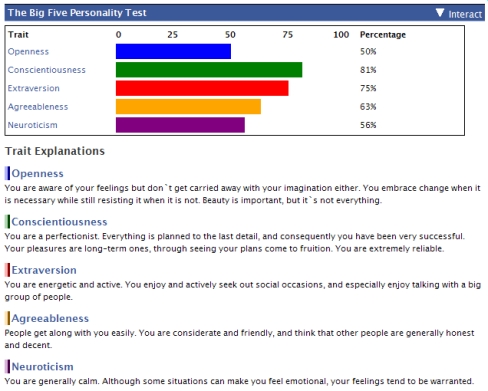 The Big Five Personality Test Interact
Trait 0 25 50 75 100 Percentage
Openness 50%
Conscientiousness 81%
Extraversion 75%
Agreeableness 63%
Neuroticism 56%
Trait Explanations
Openness
You are aware of your feelings but don`t get carried away with your imagination either. You embrace change when it
is necessary while still resisting it when it is not. Beauty is important, but it`s not everything.
Conscientiousness
You are a perfectionist. Everything is planned to the last detail, and consequently you have been very successful.
Your pleasures are long-term ones, through seeing your plans come to fruition. You are extremely reliable.
Extraversion
You are energetic and active. You enjoy and actively seek out social occasions, and especially enjoy talking with a big
group of people.
Agreeableness
People get along with you easily. You are considerate and friendly, and think that other people are generally honest
and decent.
Neuroticism
You are generally calm. Although some situations can make you feel emotional, your feelings tend to be warranted.